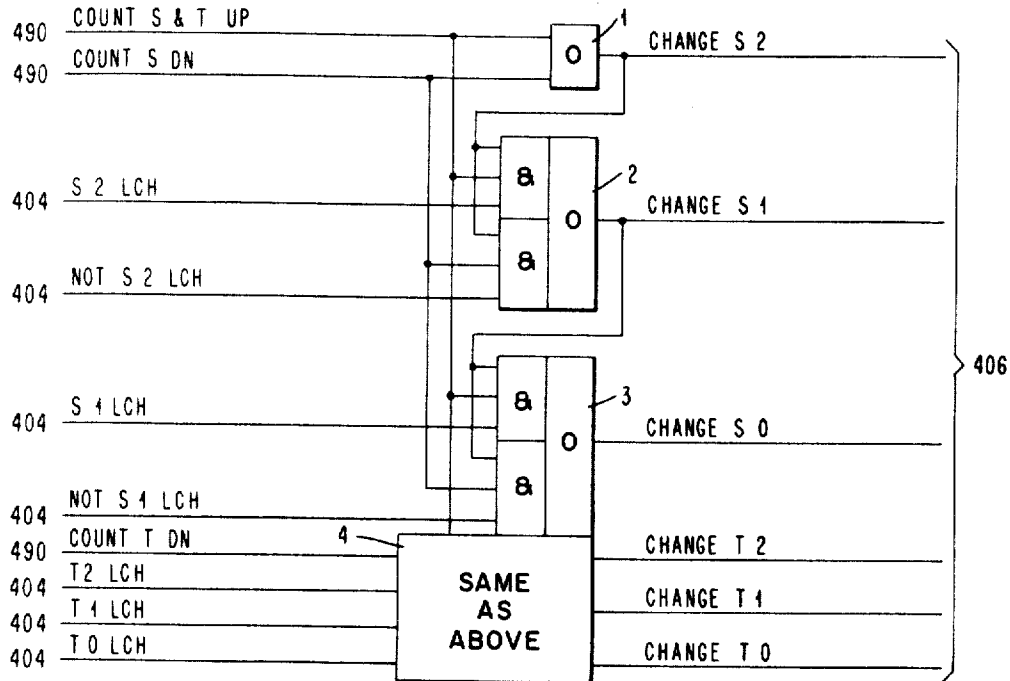 490 COUNT S & T UP
1
CHANGE S 2
490 COUNT S DN
O
&
2
404 S 2 LCH
O
CHANGE S 1
&
404 NOT S 2 LCH
406
&
3
404 S 1 LCH
O
CHANGE S 0
&
404 NOT S 1 LCH
490 COUNT T DN
4
CHANGE T 2
404 T2 LCH
SAME
AS
ABOVE
CHANGE T 1
404 T 1 LCH
404 T 0 LCH
CHANGE T 0